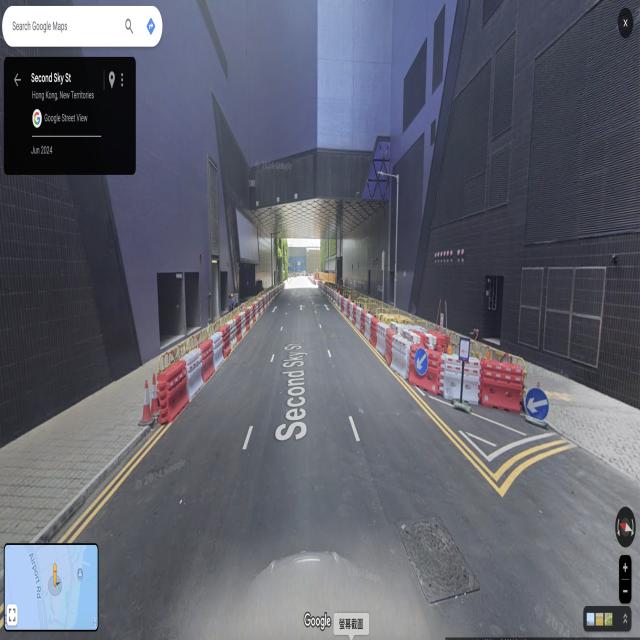 Search Google Maps
X
Second Sky St
Hong Kong, New Territories
Google Street View
Jun 2024
Second Sky St
N
Airport Rd
+
−
Google
螢幕截圖